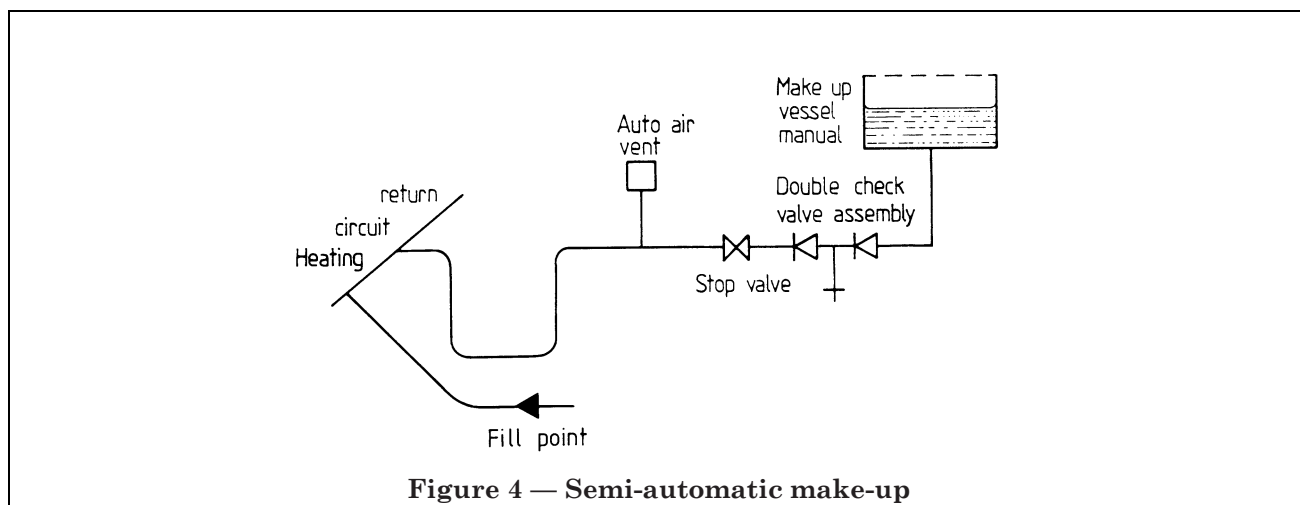 Make up
vessel
manual
Auto air
vent
Double check
valve assembly
return
circuit
Heating
Stop valve
Fill point
Figure 4 — Semi-automatic make-up